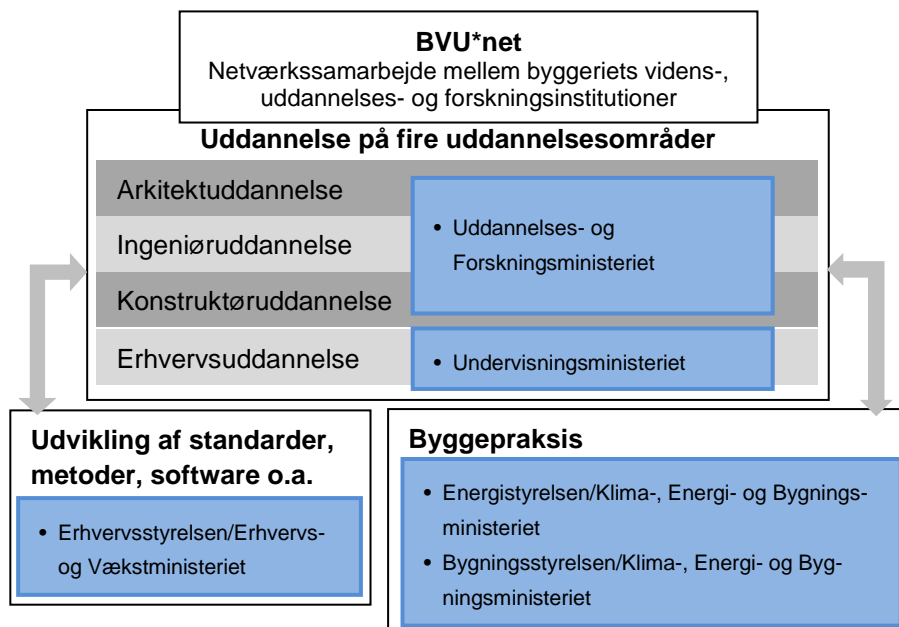 BVU*net
Netværkssamarbejde mellem byggeriets videns-,
uddannelses- og forskningsinstitutioner
Uddannelse på fire uddannelsesområder
Arkitektuddannelse
Ingeniøruddannelse
Konstruktøruddannelse
Erhvervsuddannelse
• Uddannelses- og
Forskningsministeriet
• Undervisningsministeriet
Udvikling af standarder,
metoder, software o.a.
• Erhvervsstyrelsen/Erhvervs-
og Vækstministeriet
Byggepraksis
• Energistyrelsen/Klima-, Energi- og Bygnings-
ministeriet
• Bygningsstyrelsen/Klima-, Energi- og Byg-
ningsministeriet